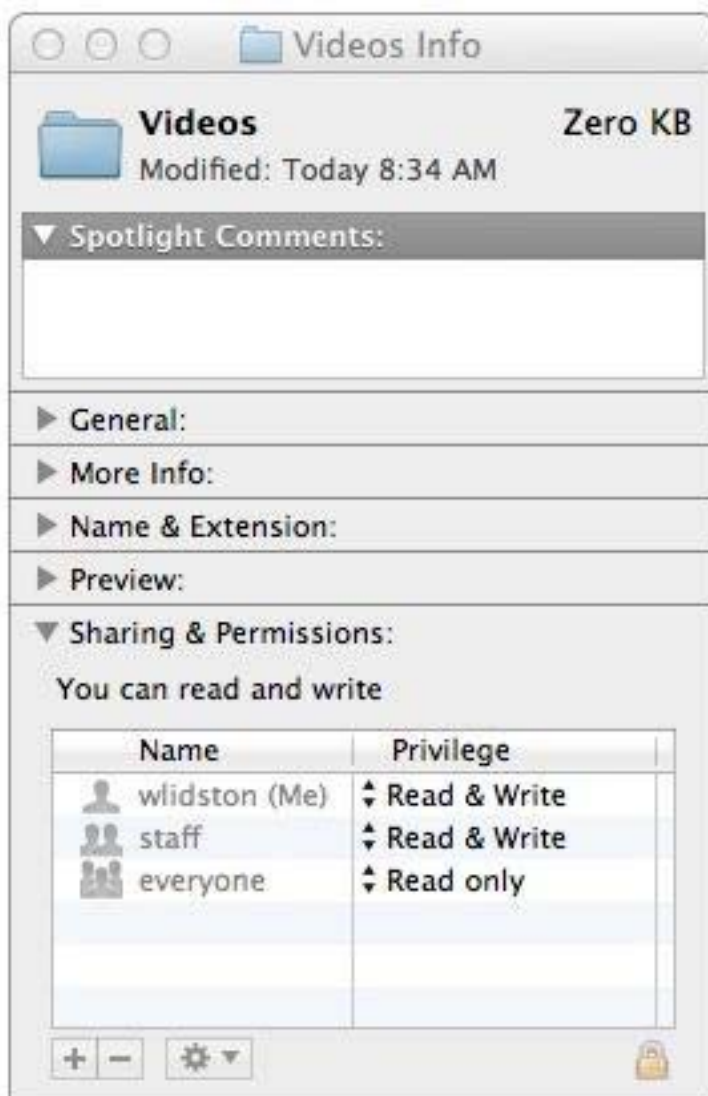 Videos Info
Videos Zero KB
Modified: Today 8:34 AM
Spotlight Comments:
General:
More Info:
Name & Extension:
Preview:
Sharing & Permissions:
You can read and write
Name Privilege
wlidston (Me) Read & Write
staff Read & Write
everyone Read only